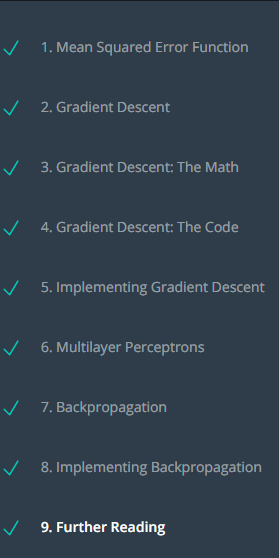 1. Mean Squared Error Function
2. Gradient Descent
3. Gradient Descent: The Math
4. Gradient Descent: The Code
5. Implementing Gradient Descent
6. Multilayer Perceptrons
7. Backpropagation
8. Implementing Backpropagation
9. Further Reading